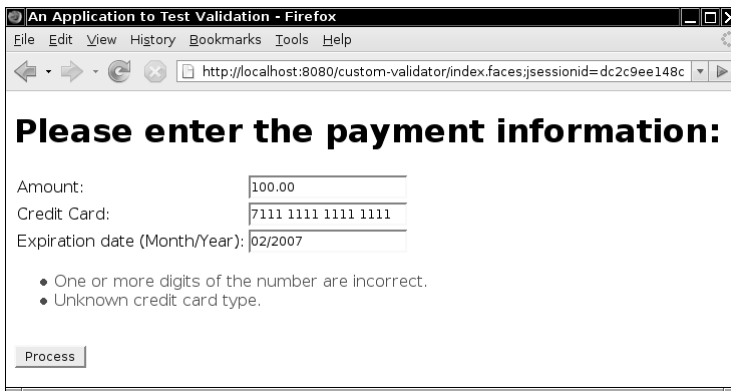 An Application to Test Validation - Firefox
File Edit View History Bookmarks Tools Help
http://localhost:8080/custom-validator/index.faces;jsessionid=dc2c9ee148c
Please enter the payment information:
Amount: 100.00
Credit Card: 7111 1111 1111 1111
Expiration date (Month/Year): 02/2007
• One or more digits of the number are incorrect.
• Unknown credit card type.
Process